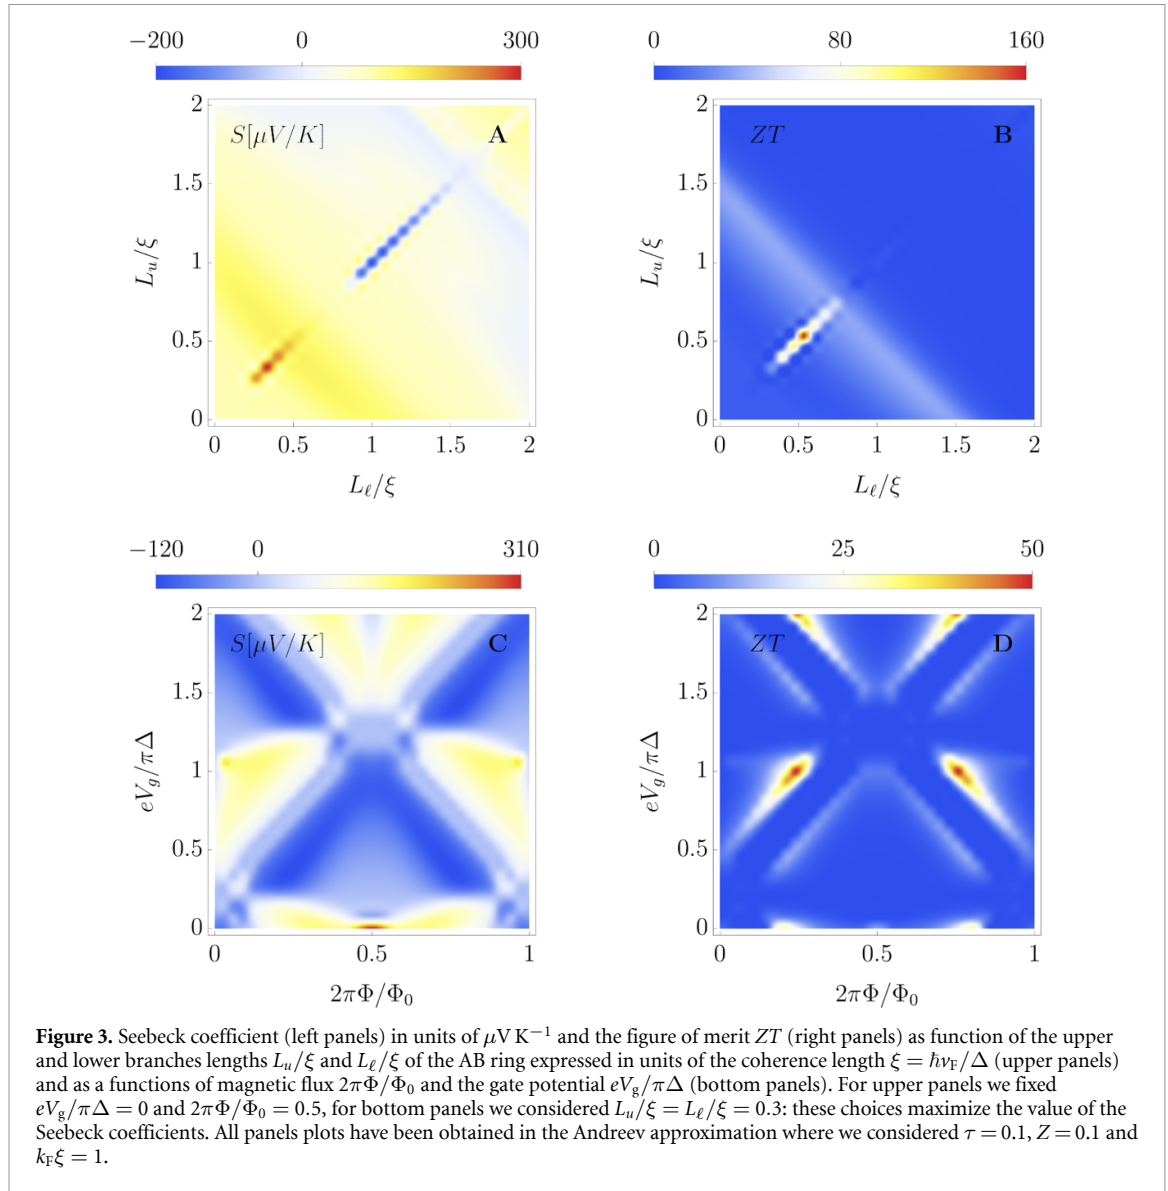 −200 0 300
0 80 160
S[μV/K] A
2
1.5
1
0.5
0
L_u/ξ
0 0.5 1 1.5 2
L_ℓ/ξ
ZT B
2
1.5
1
0.5
0
L_u/ξ
0 0.5 1 1.5 2
L_ℓ/ξ
−120 0 310
0 25 50
S[μV/K] C
2
1.5
1
0.5
0
eV_g/πΔ
0 0.5 1
2πΦ/Φ_0
ZT D
2
1.5
1
0.5
0
eV_g/πΔ
0 0.5 1
2πΦ/Φ_0
Figure 3. Seebeck coefficient (left panels) in units of μV K⁻¹ and the figure of merit ZT (right panels) as function of the upper
and lower branches lengths L_u/ξ and L_ℓ/ξ of the AB ring expressed in units of the coherence length ξ = ℏv_F/Δ (upper panels)
and as a functions of magnetic flux 2πΦ/Φ_0 and the gate potential eV_g/πΔ (bottom panels). For upper panels we fixed
eV_g/πΔ = 0 and 2πΦ/Φ_0 = 0.5, for bottom panels we considered L_u/ξ = L_ℓ/ξ = 0.3: these choices maximize the value of the
Seebeck coefficients. All panels plots have been obtained in the Andreev approximation where we considered τ = 0.1, Z = 0.1 and
k_Fξ = 1.